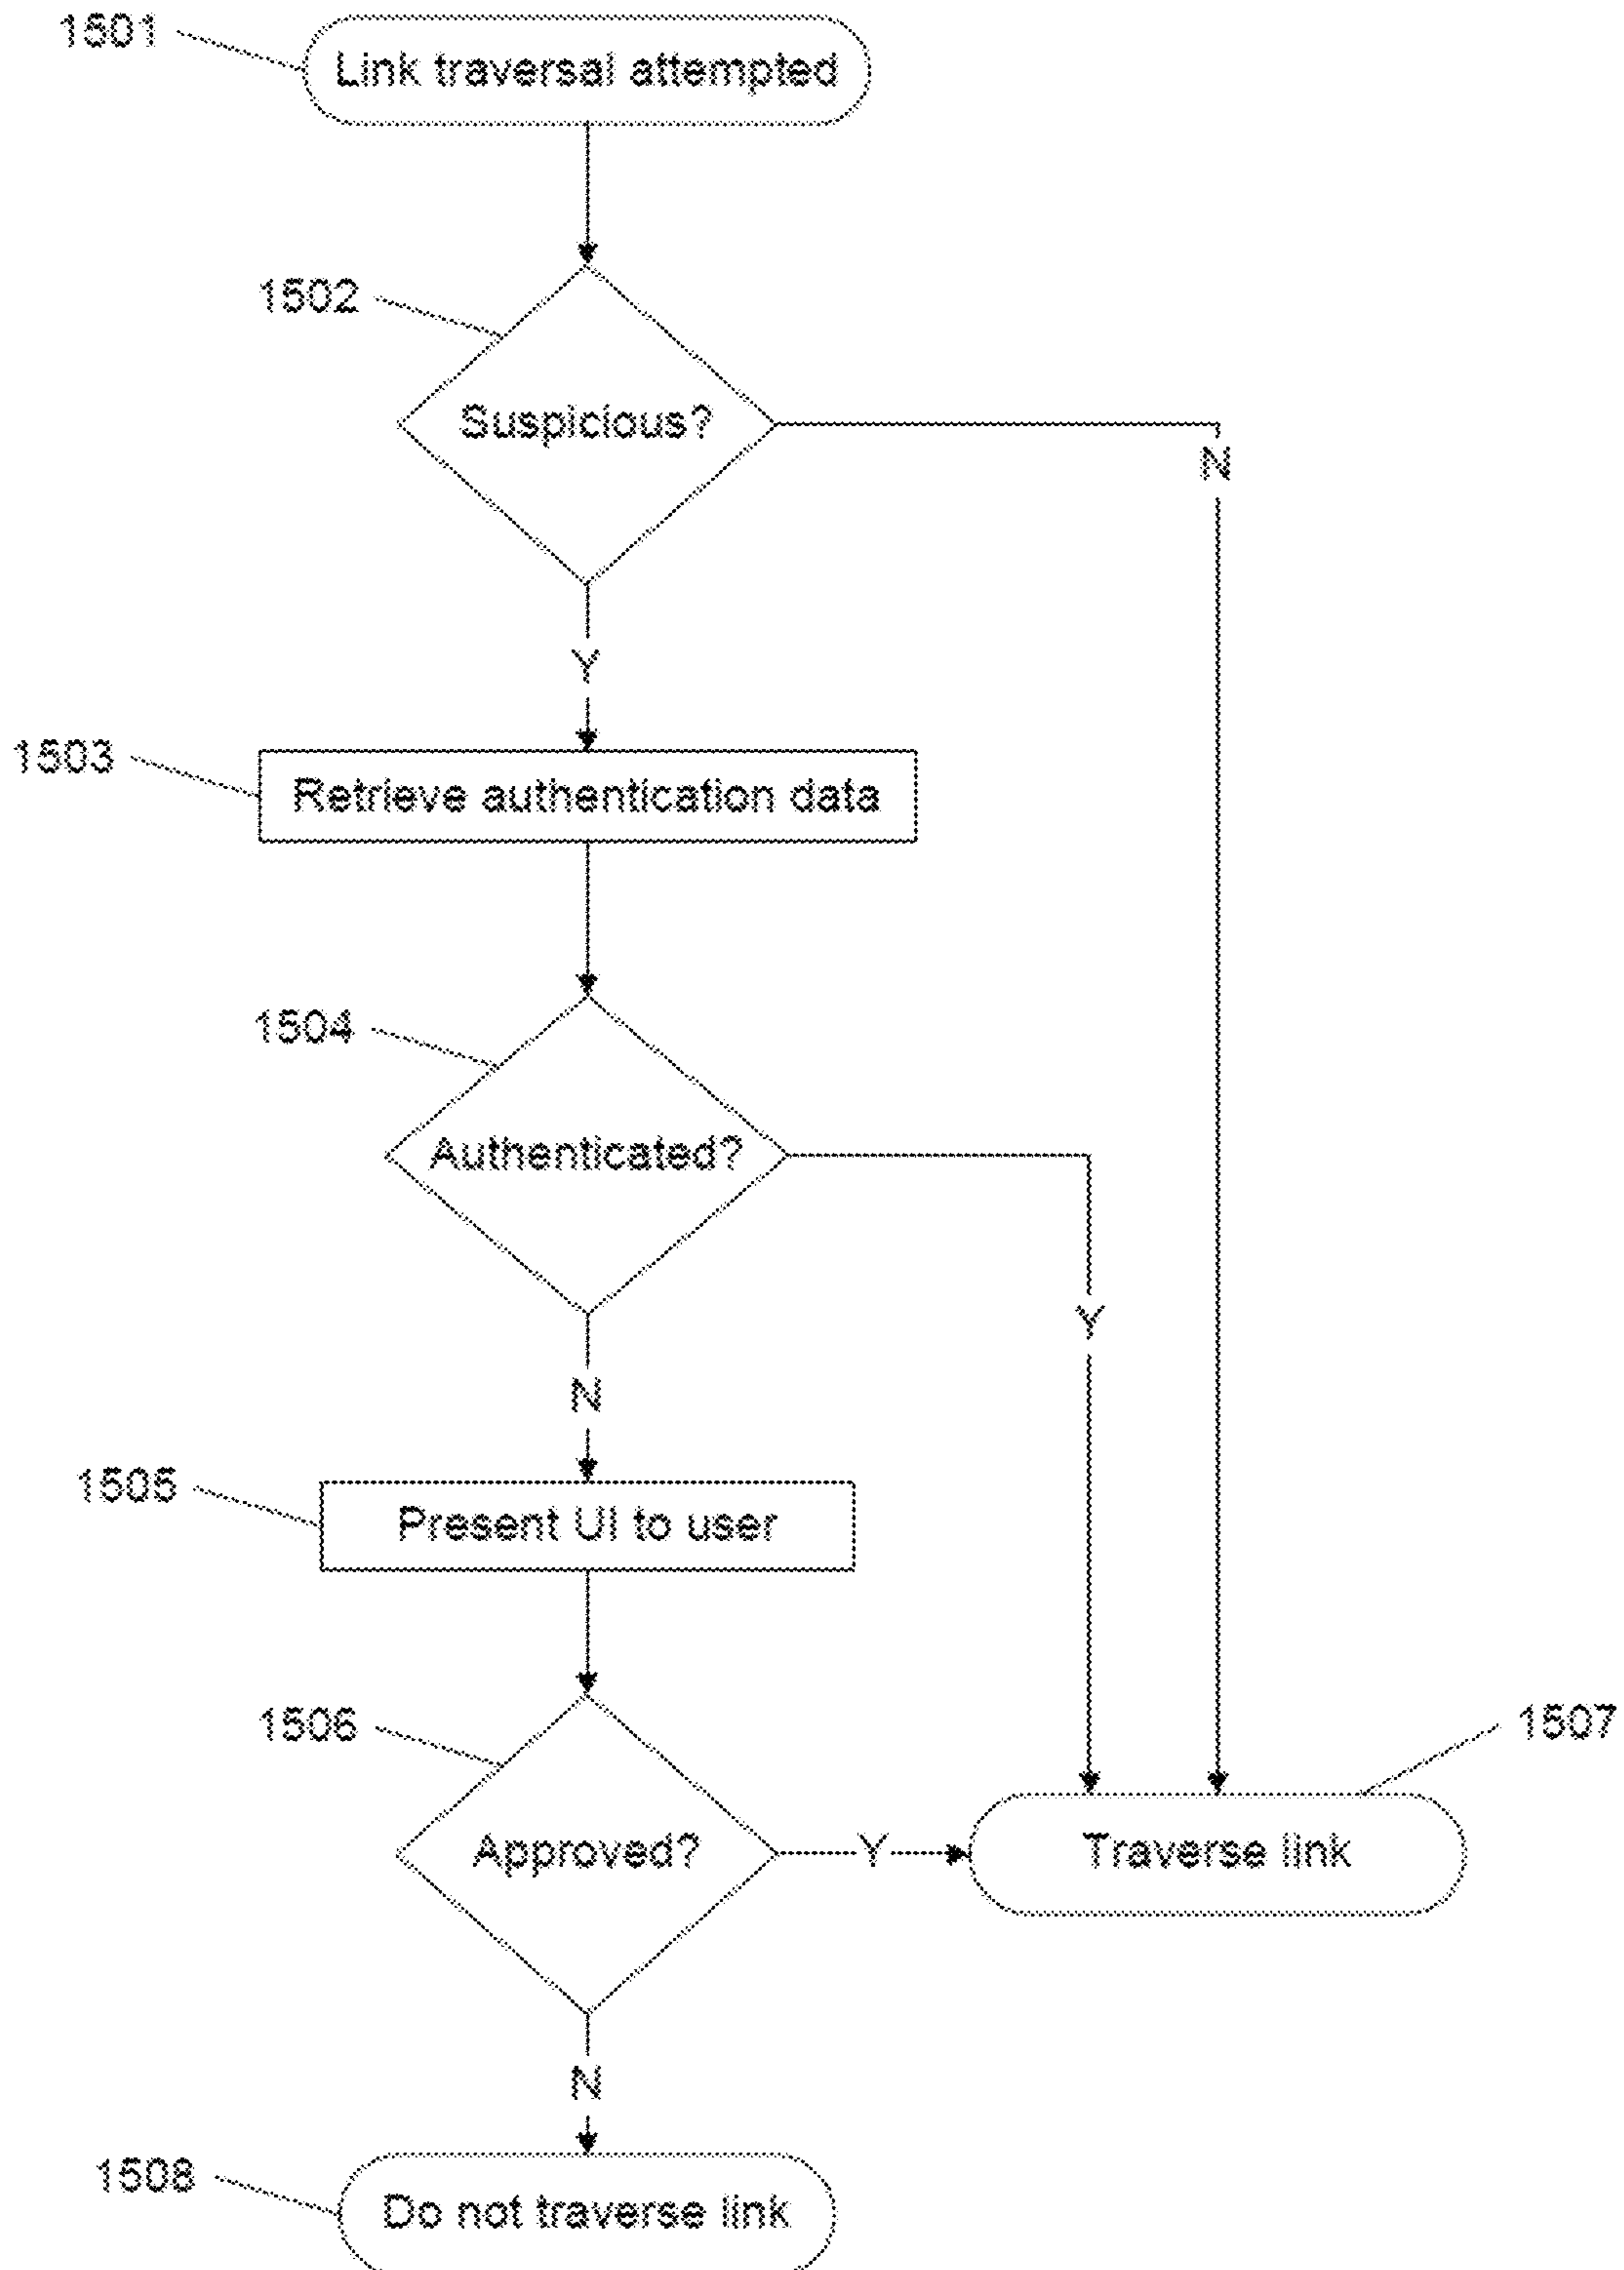 1501
Link traversal attempted
1502
Suspicious?
N
Y
1503
Retrieve authentication data
1504
Authenticated?
Y
N
1505
Present UI to user
1506
1507
Approved?
Y
Traverse link
N
1508
Do not traverse link